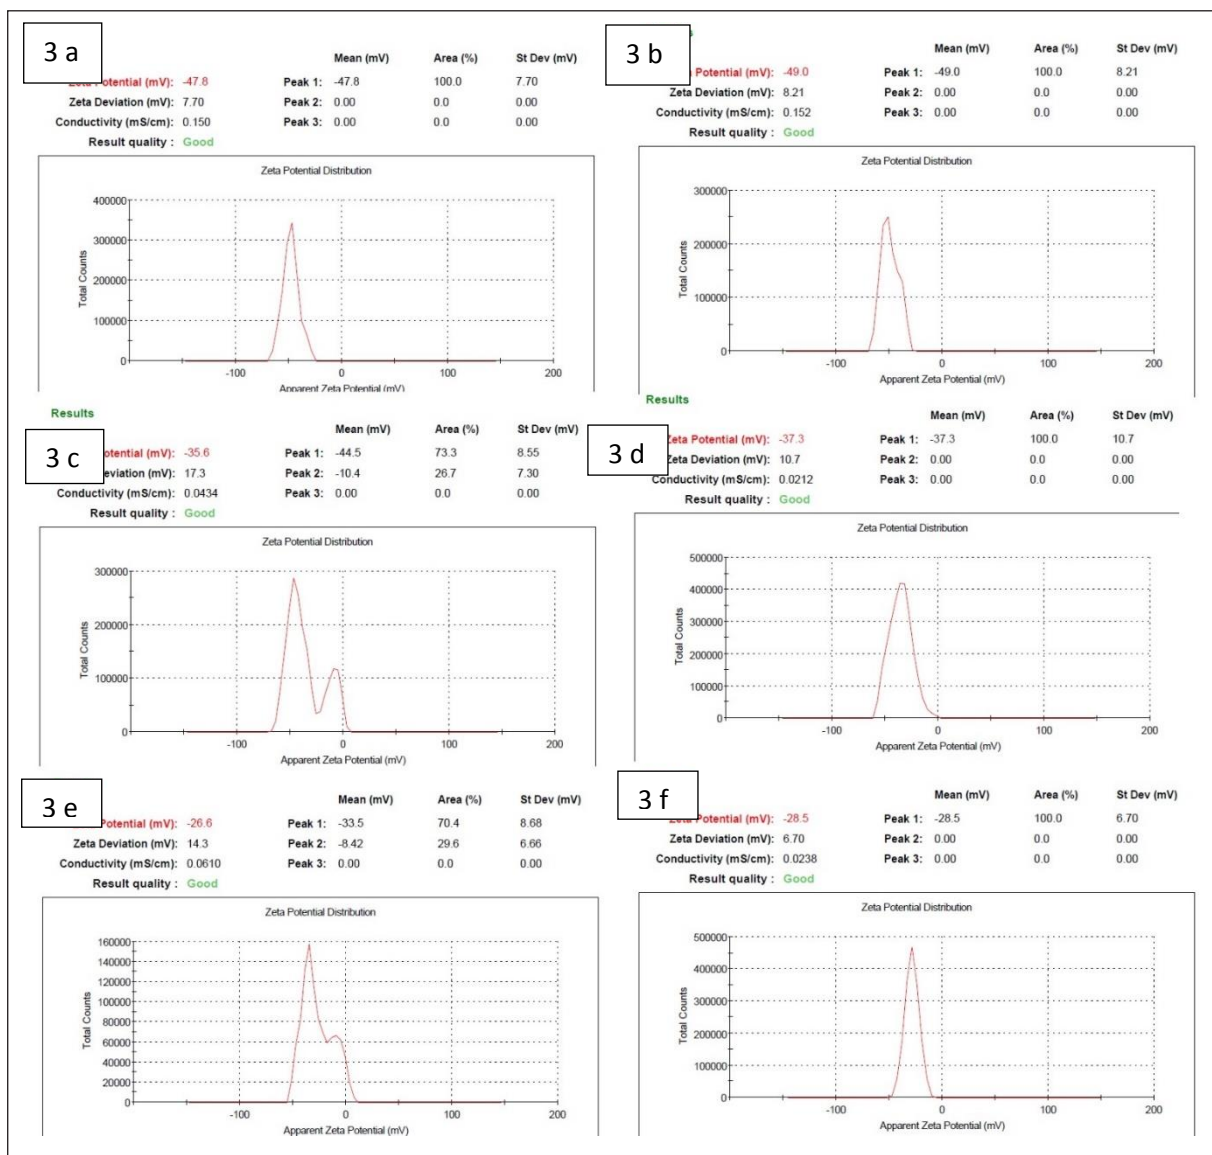 3 a
Mean (mV) Area (%) St Dev (mV)
Potential (mV): -47.8 Peak 1: -47.8 100.0 7.70
Zeta Deviation (mV): 7.70 Peak 2: 0.00 0.0 0.00
Conductivity (mS/cm): 0.150 Peak 3: 0.00 0.0 0.00
Result quality : Good
Zeta Potential Distribution
400000
300000
200000
100000
0
Total Counts
-100 0 100 200
Apparent Zeta Potential (mV)
3 b
s
Mean (mV) Area (%) St Dev (mV)
Potential (mV): -49.0 Peak 1: -49.0 100.0 8.21
Zeta Deviation (mV): 8.21 Peak 2: 0.00 0.0 0.00
Conductivity (mS/cm): 0.152 Peak 3: 0.00 0.0 0.00
Result quality : Good
Zeta Potential Distribution
300000
200000
100000
0
Total Counts
-100 0 100 200
Apparent Zeta Potential (mV)
Results
3 c
Mean (mV) Area (%) St Dev (mV)
otential (mV): -35.6 Peak 1: -44.5 73.3 8.55
eviation (mV): 17.3 Peak 2: -10.4 26.7 7.30
Conductivity (mS/cm): 0.0434 Peak 3: 0.00 0.0 0.00
Result quality : Good
Zeta Potential Distribution
300000
200000
100000
0
Total Counts
-100 0 100 200
Apparent Zeta Potential (mV)
Results
3 d
Mean (mV) Area (%) St Dev (mV)
Zeta Potential (mV): -37.3 Peak 1: -37.3 100.0 10.7
Zeta Deviation (mV): 10.7 Peak 2: 0.00 0.0 0.00
Conductivity (mS/cm): 0.0212 Peak 3: 0.00 0.0 0.00
Result quality : Good
Zeta Potential Distribution
500000
400000
300000
200000
100000
0
Total Counts
-100 0 100 200
Apparent Zeta Potential (mV)
3 e
Mean (mV) Area (%) St Dev (mV)
Potential (mV): -26.6 Peak 1: -33.5 70.4 8.68
Zeta Deviation (mV): 14.3 Peak 2: -8.42 29.6 6.66
Conductivity (mS/cm): 0.0610 Peak 3: 0.00 0.0 0.00
Result quality : Good
Zeta Potential Distribution
160000
140000
120000
100000
80000
60000
40000
20000
0
Total Counts
-100 0 100 200
Apparent Zeta Potential (mV)
3 f
Mean (mV) Area (%) St Dev (mV)
Potential (mV): -28.5 Peak 1: -28.5 100.0 6.70
Zeta Deviation (mV): 6.70 Peak 2: 0.00 0.0 0.00
Conductivity (mS/cm): 0.0238 Peak 3: 0.00 0.0 0.00
Result quality : Good
Zeta Potential Distribution
500000
400000
300000
200000
100000
0
Total Counts
-100 0 100 200
Apparent Zeta Potential (mV)